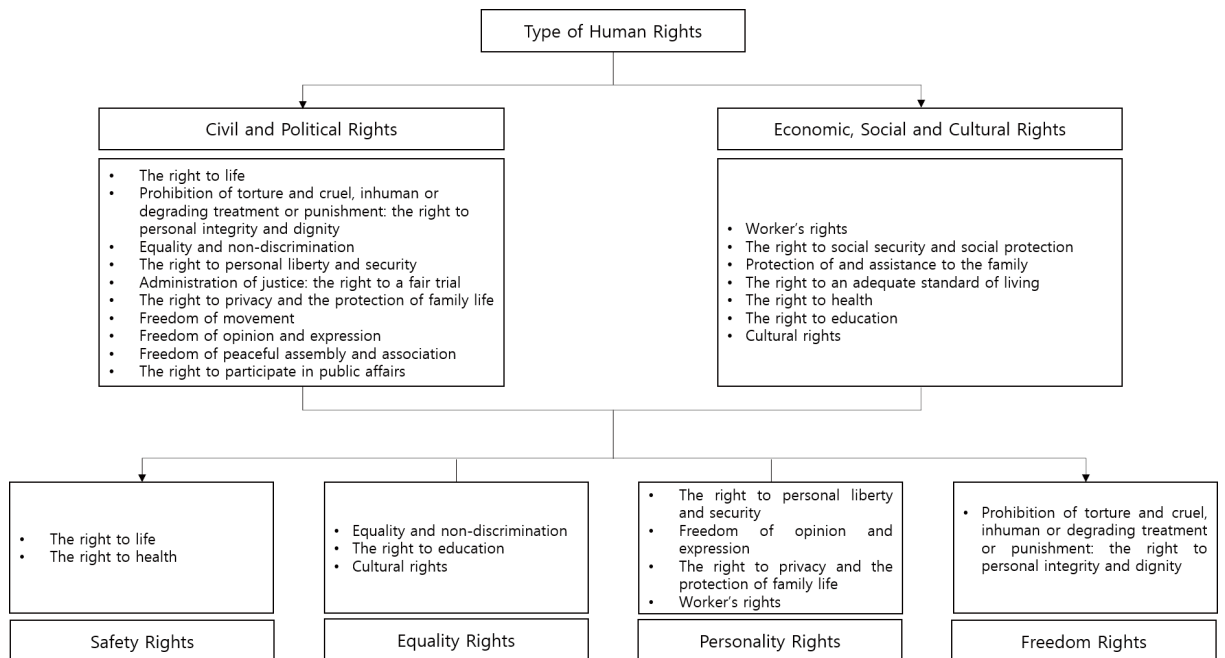 Type of Human Rights
Civil and Political Rights
• The right to life
• Prohibition of torture and cruel, inhuman or
degrading treatment or punishment: the right to
personal integrity and dignity
• Equality and non-discrimination
• The right to personal liberty and security
• Administration of justice: the right to a fair trial
• The right to privacy and the protection of family life
• Freedom of movement
• Freedom of opinion and expression
• Freedom of peaceful assembly and association
• The right to participate in public affairs
Economic, Social and Cultural Rights
• Worker's rights
• The right to social security and social protection
• Protection of and assistance to the family
• The right to an adequate standard of living
• The right to health
• The right to education
• Cultural rights
• The right to life
• The right to health
Safety Rights
• Equality and non-discrimination
• The right to education
• Cultural rights
Equality Rights
• The right to personal liberty
and security
• Freedom of opinion and
expression
• The right to privacy and the
protection of family life
• Worker's rights
Personality Rights
• Prohibition of torture and cruel,
inhuman or degrading treatment
or punishment: the right to
personal integrity and dignity
Freedom Rights